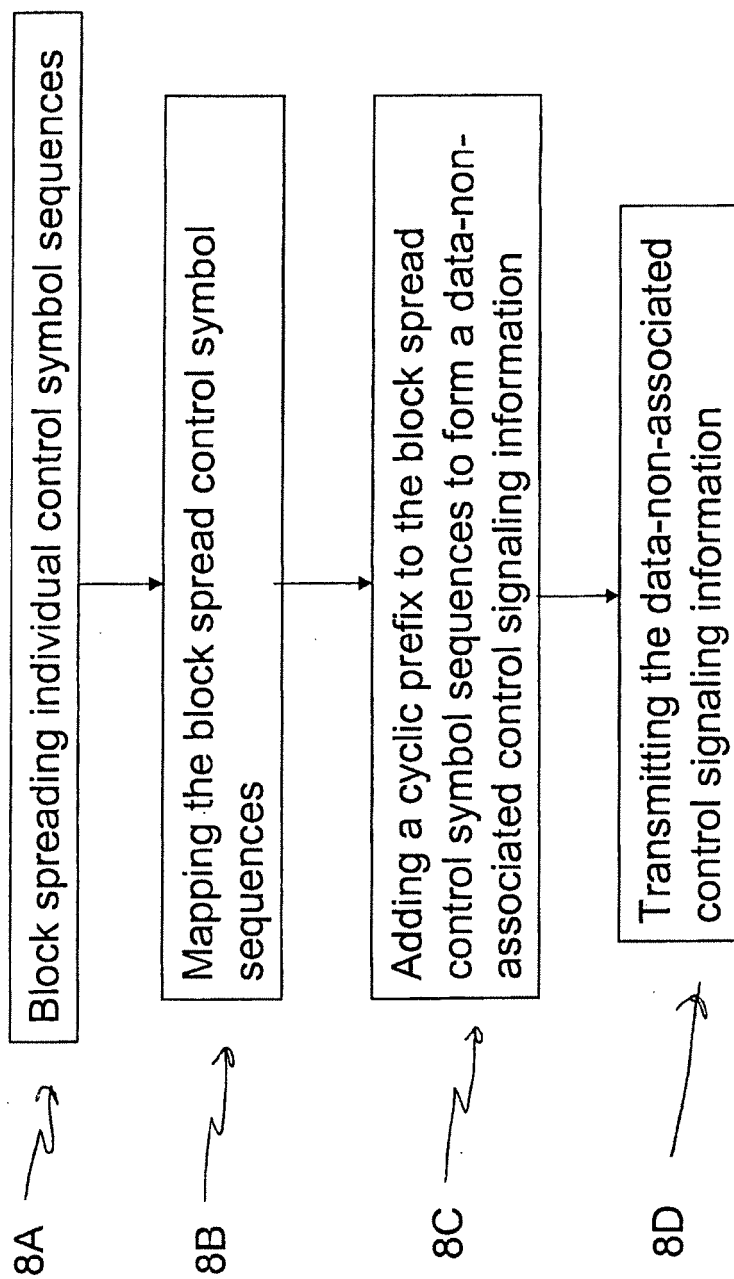 8A
Block spreading individual control symbol sequences
8B
Mapping the block spread control symbol
sequences
8C
Adding a cyclic prefix to the block spread
control symbol sequences to form a data-non-
associated control signaling information
8D
Transmitting the data-non-associated
control signaling information